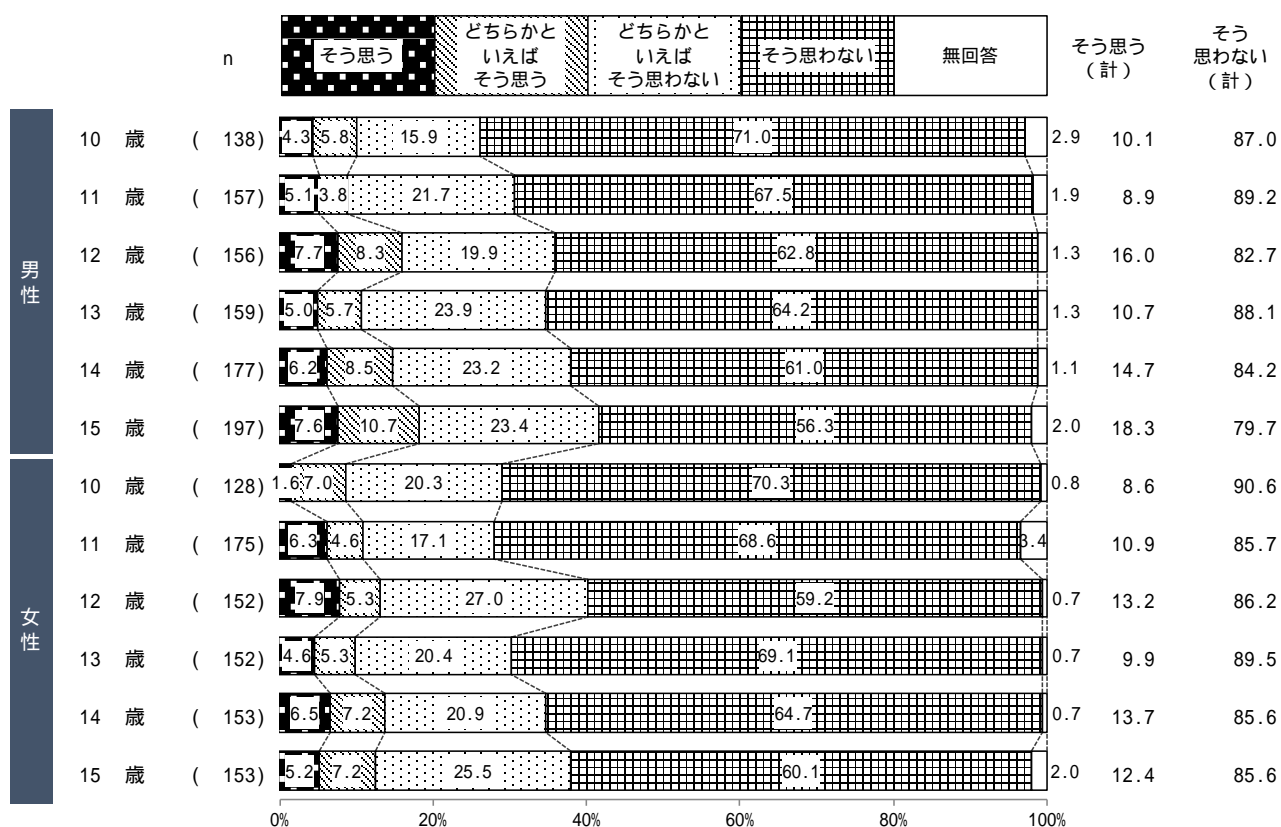 n
そう思う
どちらかと
いえば
そう思う
どちらかと
いえば
そう思わない
そう思わない
無回答
そう思う
（計）
そう
思わない
（計）
男性
10 歳 ( 138) 4.3 5.8 15.9 71.0 2.9 10.1 87.0
11 歳 ( 157) 5.1 3.8 21.7 67.5 1.9 8.9 89.2
12 歳 ( 156) 7.7 8.3 19.9 62.8 1.3 16.0 82.7
13 歳 ( 159) 5.0 5.7 23.9 64.2 1.3 10.7 88.1
14 歳 ( 177) 6.2 8.5 23.2 61.0 1.1 14.7 84.2
15 歳 ( 197) 7.6 10.7 23.4 56.3 2.0 18.3 79.7
女性
10 歳 ( 128) 1.6 7.0 20.3 70.3 0.8 8.6 90.6
11 歳 ( 175) 6.3 4.6 17.1 68.6 3.4 10.9 85.7
12 歳 ( 152) 7.9 5.3 27.0 59.2 0.7 13.2 86.2
13 歳 ( 152) 4.6 5.3 20.4 69.1 0.7 9.9 89.5
14 歳 ( 153) 6.5 7.2 20.9 64.7 0.7 13.7 85.6
15 歳 ( 153) 5.2 7.2 25.5 60.1 2.0 12.4 85.6
0% 20% 40% 60% 80% 100%